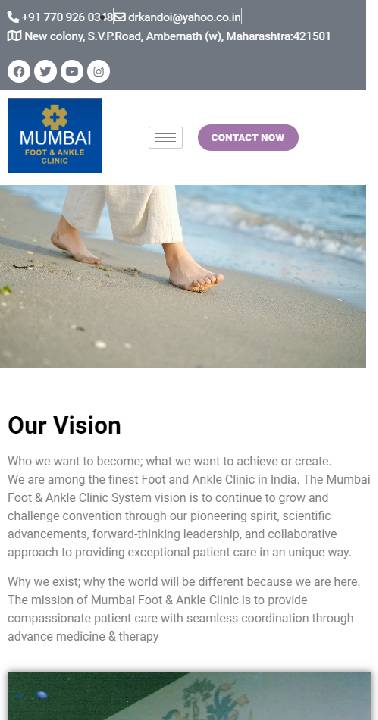 drkandoi@yahoo.co.in
New colony, S.V.P.Road, Ambernath (w), Maharashtra:421501
MUMBAI
FOOT & ANKLE
CLINIC
CONTACT NOW
Our Vision
Who we want to become; what we want to achieve or create.
We are among the finest Foot and Ankle Clinic in India. The Mumbai
Foot & Ankle Clinic System vision is to continue to grow and
challenge convention through our pioneering spirit, scientific
advancements, forward-thinking leadership, and collaborative
approach to providing exceptional patient care in an unique way.
Why we exist; why the world will be different because we are here.
The mission of Mumbai Foot & Ankle Clinic is to provide
compassionate patient care with seamless coordination through
advance medicine & therapy